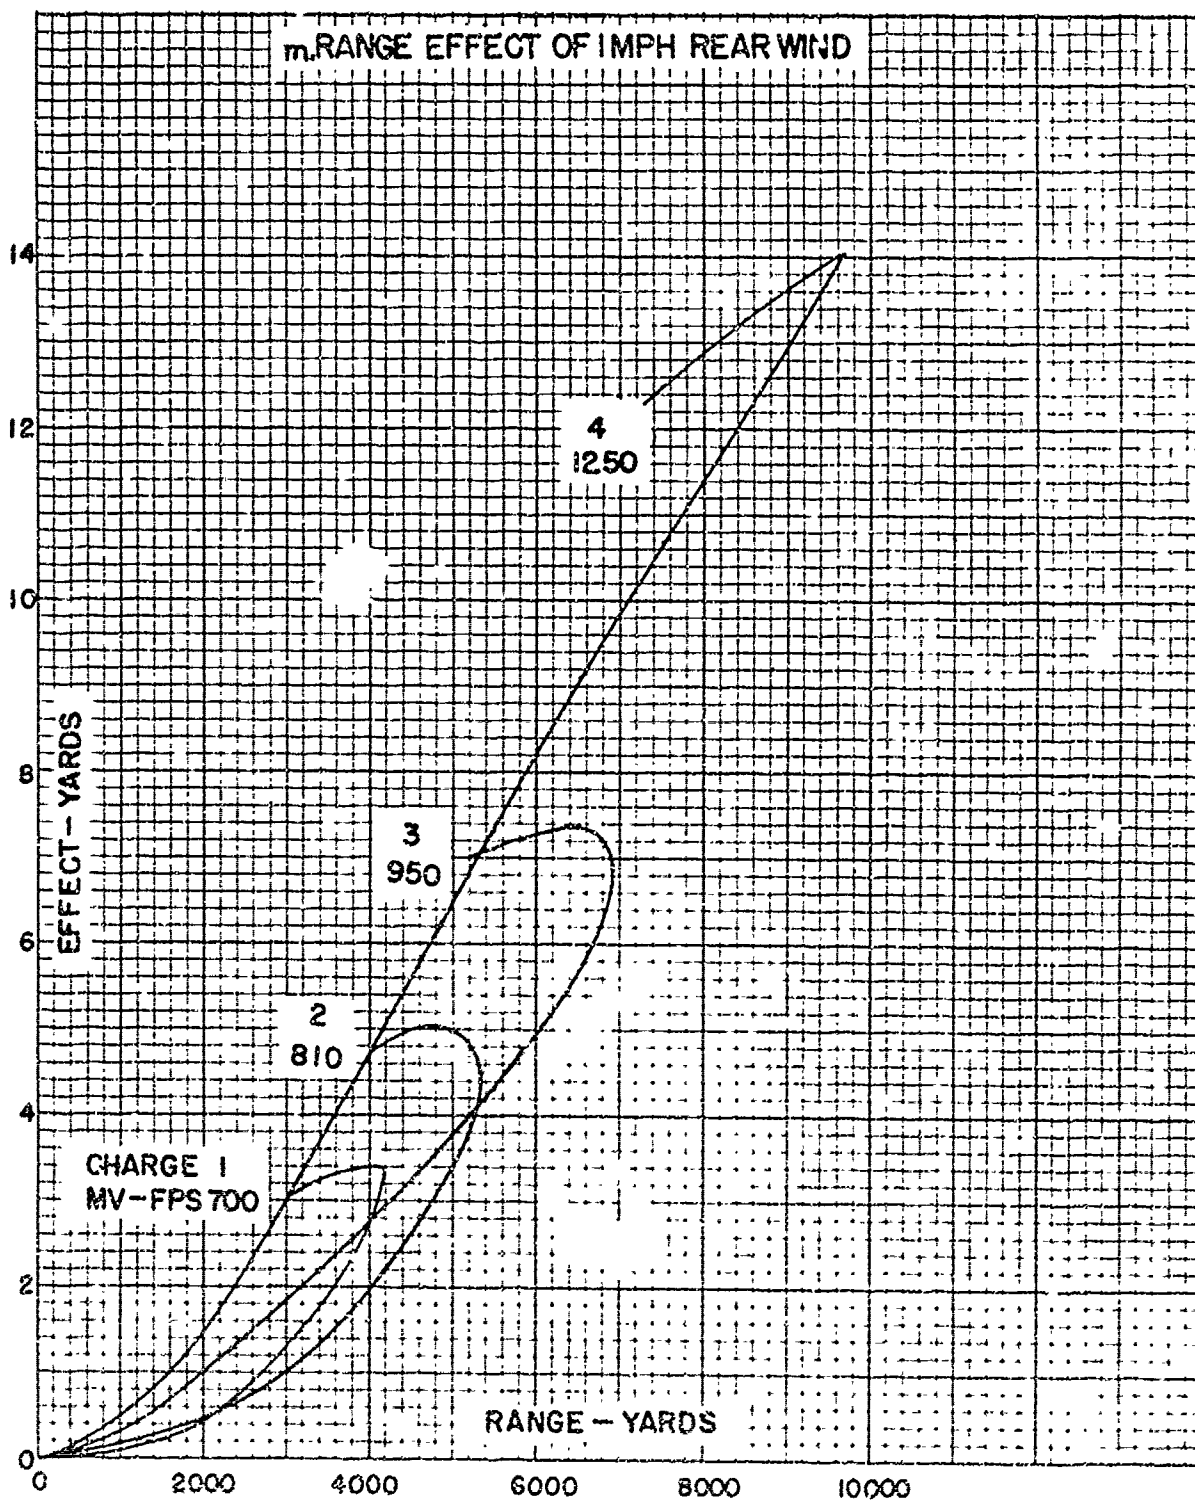 m. RANGE EFFECT OF 1 MPH REAR WIND
14
12
10
8
6
4
2
0
EFFECT - YARDS
4
1250
3
950
2
810
CHARGE 1
MV-FPS 700
RANGE - YARDS
0 2000 4000 6000 8000 10000